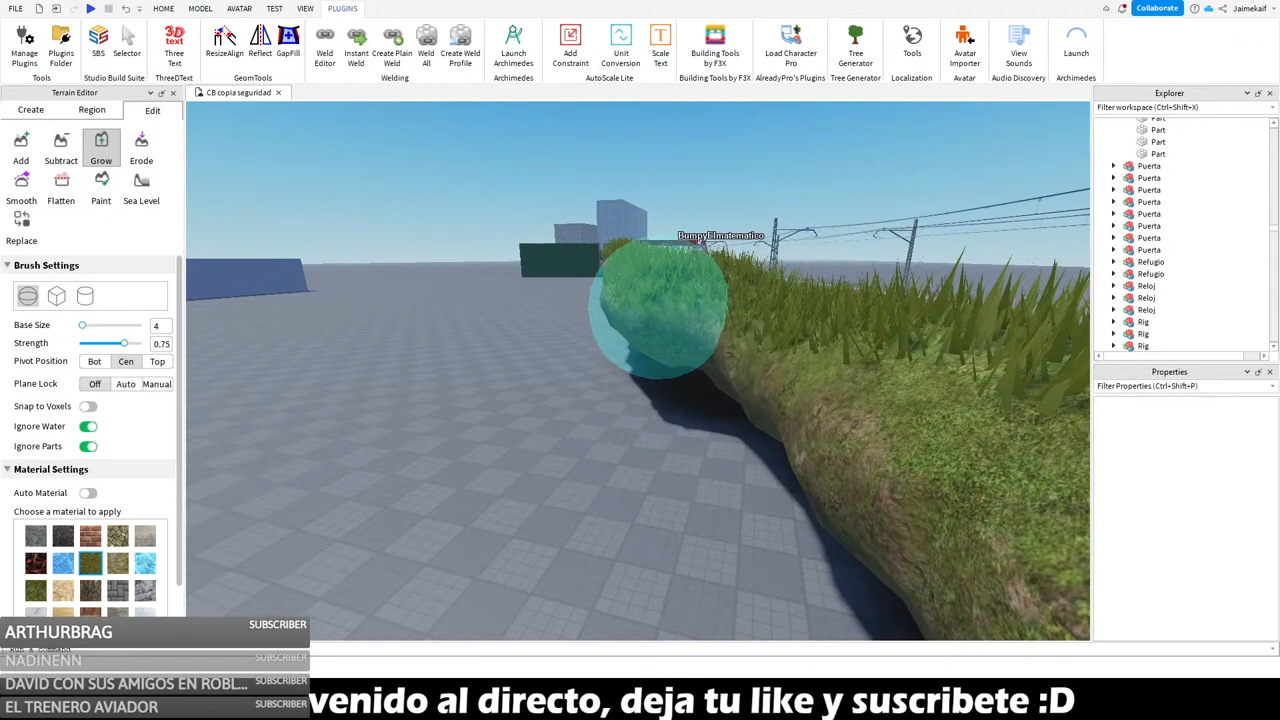 FILE HOME MODEL AVATAR TEST VIEW PLUGINS Collaborate Jaimekaif
Manage Plugins
Plugins Folder
SBS
Selector
Three Text
ResizeAlign
Reflect
GapFill
Weld Editor
Instant Weld
Create Plain Weld
Weld All
Create Weld Profile
Launch Archimedes
Add Constraint
Unit Conversion
Scale Text
Building Tools by F3X
Load Character Pro
Tree Generator
Tools
Avatar Importer
View Sounds
Launch
Tools Studio Build Suite ThreeDText GeomTools Welding Archimedes AutoScale Lite Building Tools by F3X AlreadyPro's Plugins Tree Generator Localization Avatar Audio Discovery Archimedes
Terrain Editor
Create Region Edit
Add Subtract Grow Erode
Smooth Flatten Paint Sea Level
Replace
Brush Settings
Base Size 4
Strength 0.75
Pivot Position Bot Cen Top
Plane Lock Off Auto Manual
Snap to Voxels
Ignore Water
Ignore Parts
Material Settings
Auto Material
Choose a material to apply
CB copia seguridad
BumpyElmatematico
Explorer
Filter workspace (Ctrl+Shift+X)
Part
Part
Part
Part
Puerta
Puerta
Puerta
Puerta
Puerta
Puerta
Puerta
Puerta
Refugio
Refugio
Reloj
Reloj
Reloj
Rig
Rig
Rig
Properties
Filter Properties (Ctrl+Shift+P)
ARTHURBRAG SUBSCRIBER
NADINENN SUBSCRIBER
DAVID CON SUS AMIGOS EN ROBL... SUBSCRIBER
EL TRENERO AVIADOR SUBSCRIBER
venido al directo, deja tu like y suscribete :D